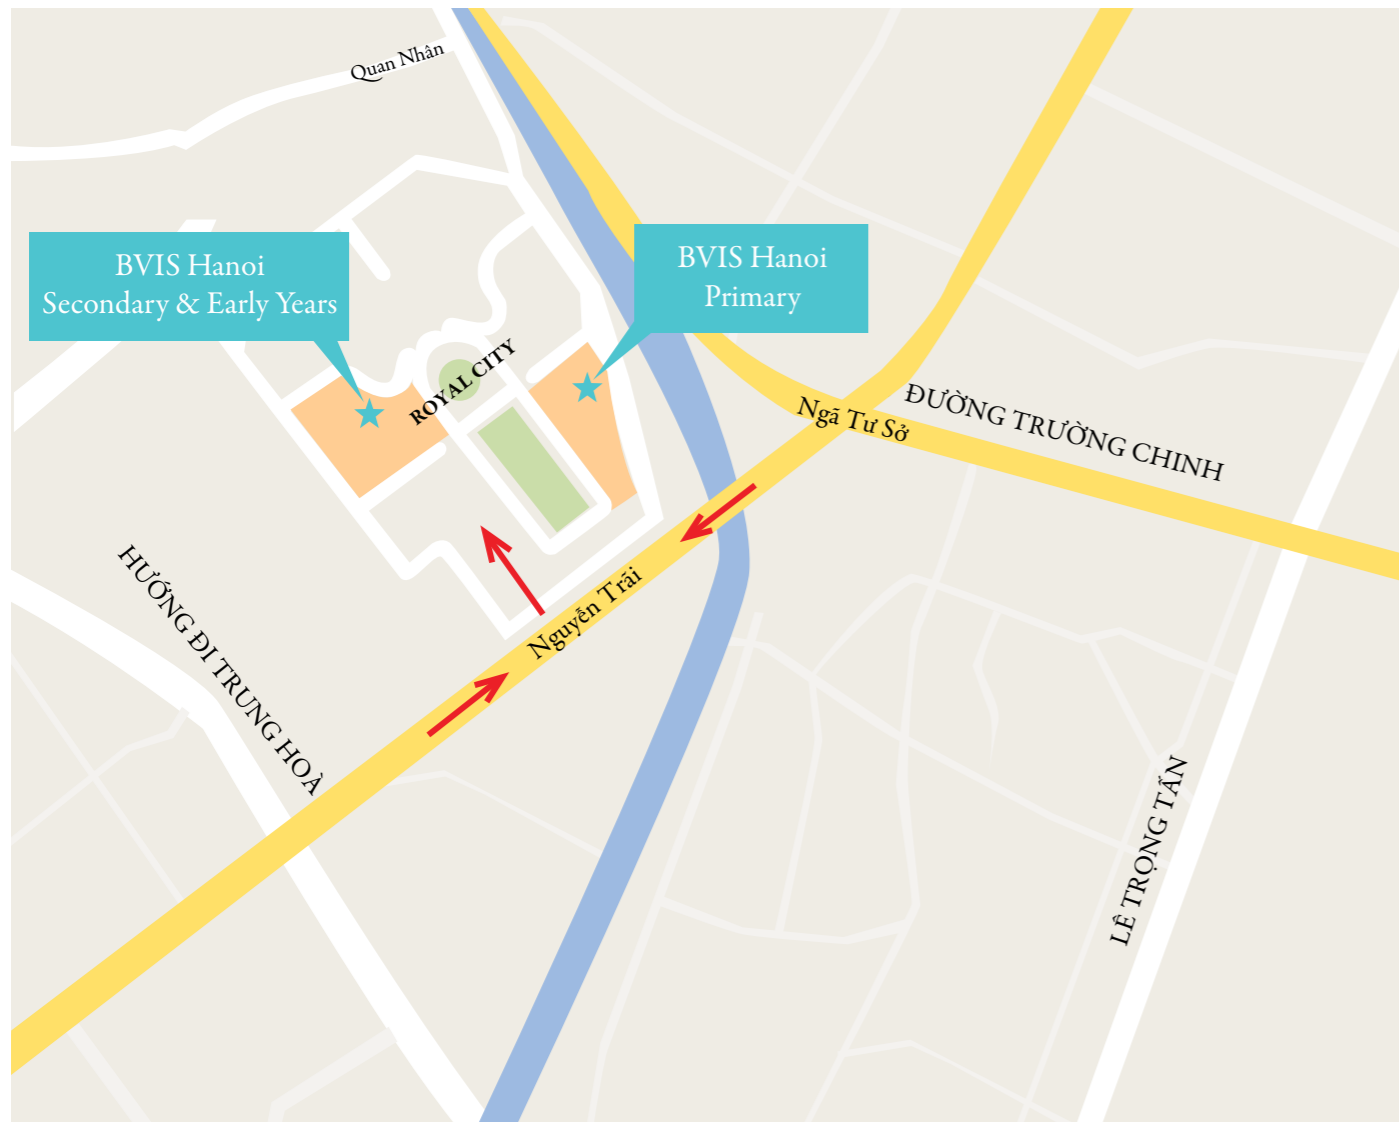 Quan Nhân
BVIS Hanoi
Secondary & Early Years
BVIS Hanoi
Primary
ROYAL CITY
Ngã Tư Sở
ĐƯỜNG TRƯỜNG CHINH
Nguyễn Trãi
HƯỚNG ĐI TRUNG HOÀ
LÊ TRỌNG TẤN